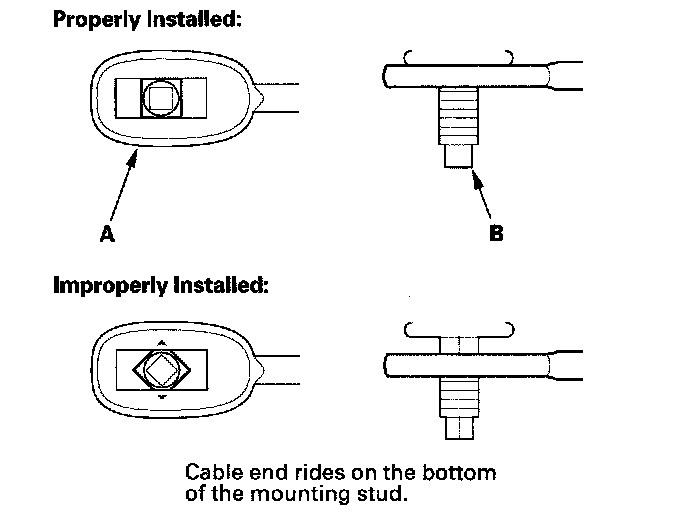 Properly Installed:
A
B
Improperly Installed:
Cable end rides on the bottom
of the mounting stud.